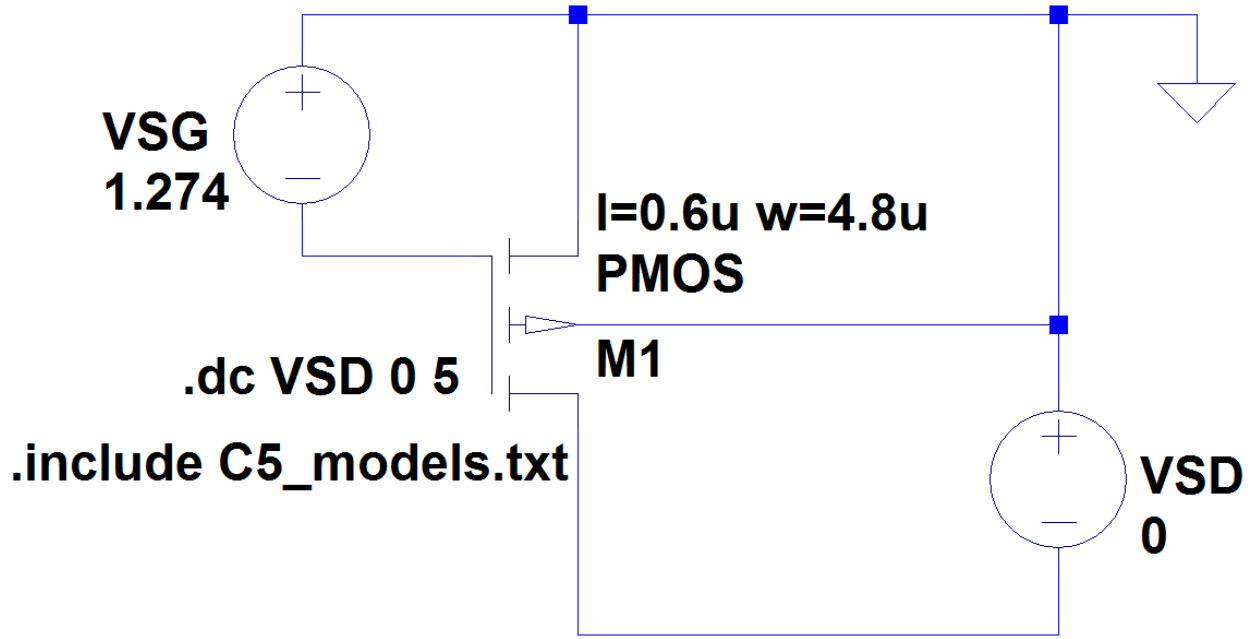 VSG
1.274
l=0.6u w=4.8u
PMOS
M1
.dc VSD 0 5
.include C5_models.txt
VSD
0